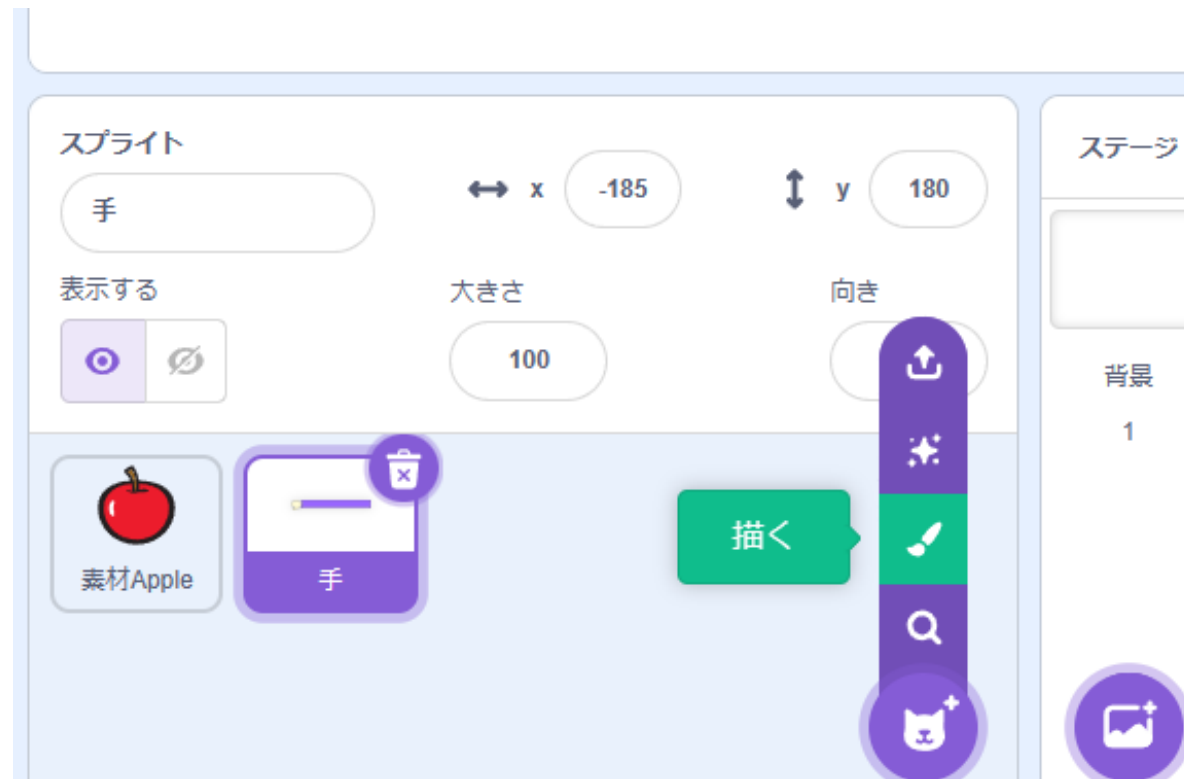 スプライト
ステージ
手
x
-185
y
180
表示する
大きさ
向き
100
背景
1
描く
素材Apple
手